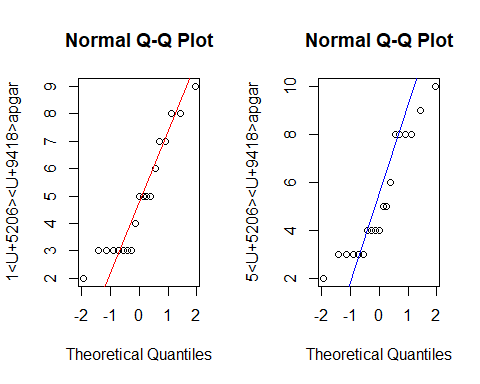 Normal Q-Q Plot
1<U+5206><U+9418>apgar
2 3 4 5 6 7 8 9
-2 -1 0 1 2
Theoretical Quantiles
Normal Q-Q Plot
5<U+5206><U+9418>apgar
2 4 6 8 10
-2 -1 0 1 2
Theoretical Quantiles